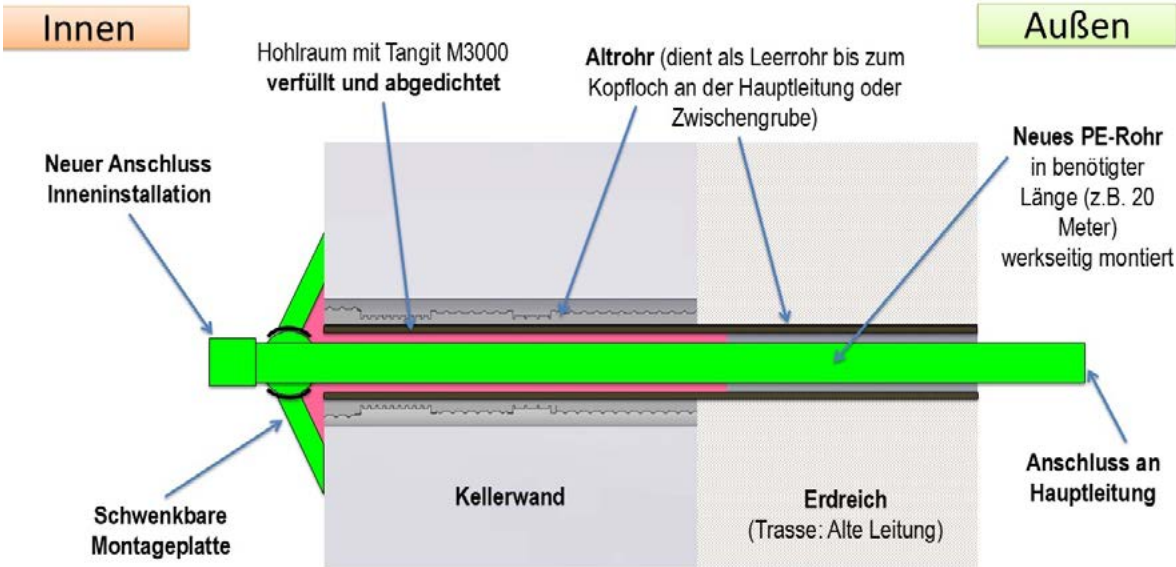 Innen
Außen
Hohlraum mit Tangit M3000
verfüllt und abgedichtet
Altrohr (dient als Leerrohr bis zum
Kopfloch an der Hauptleitung oder
Zwischengrube)
Neuer Anschluss
Inneninstallation
Neues PE-Rohr
in benötigter
Länge (z.B. 20
Meter)
werkseitig montiert
Schwenkbare
Montageplatte
Kellerwand
Erdreich
(Trasse: Alte Leitung)
Anschluss an
Hauptleitung